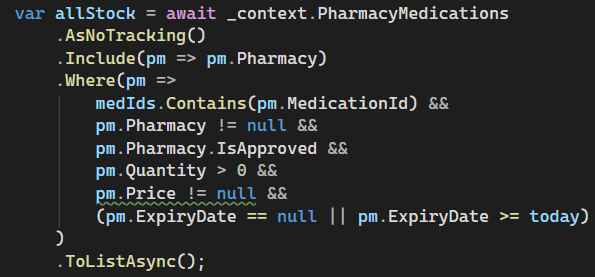 var allStock = await _context.PharmacyMedications
.AsNoTracking()
.Include(pm => pm.Pharmacy)
.Where(pm =>
medIds.Contains(pm.MedicationId) &&
pm.Pharmacy != null &&
pm.Pharmacy.IsApproved &&
pm.Quantity > 0 &&
pm.Price != null &&
(pm.ExpiryDate == null || pm.ExpiryDate >= today)
)
.ToListAsync();